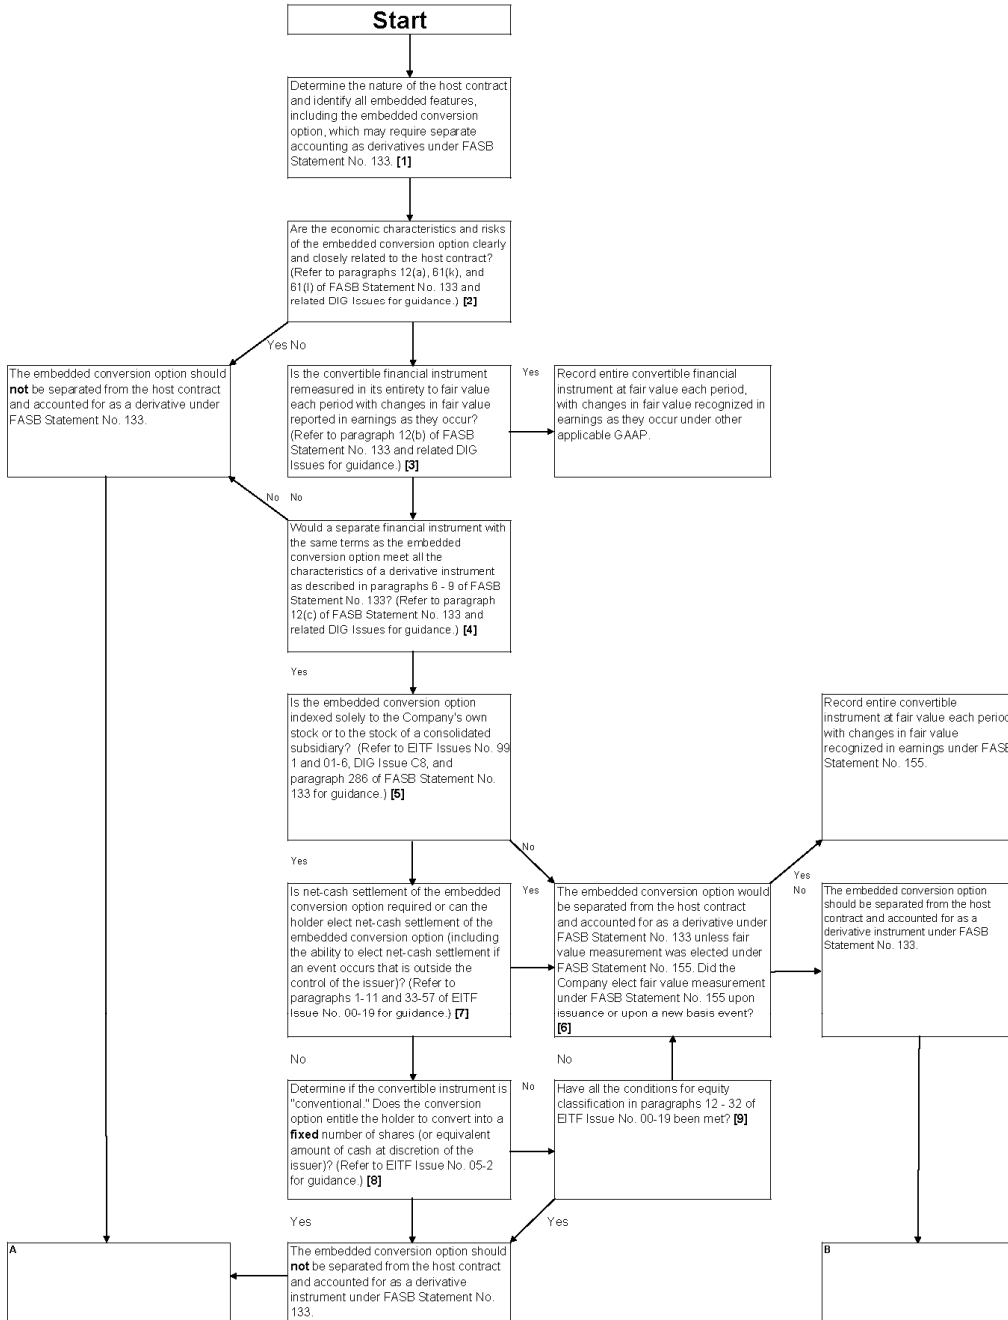 Start
Determine the nature of the host contract
and identify all embedded features,
including the embedded conversion
option, which may require separate
accounting as derivatives under FASB
Statement No. 133. [1]
Are the economic characteristics and risks
of the embedded conversion option clearly
and closely related to the host contract?
(Refer to paragraphs 12(a), 61(k), and
61(l) of FASB Statement No. 133 and
related DIG Issues for guidance.) [2]
Yes No
The embedded conversion option should
not be separated from the host contract
and accounted for as a derivative under
FASB Statement No. 133.
Is the convertible financial instrument
remeasured in its entirety to fair value
each period with changes in fair value
reported in earnings as they occur?
(Refer to paragraph 12(b) of FASB
Statement No. 133 and related DIG
Issues for guidance.) [3]
Yes
Record entire convertible financial
instrument at fair value each period,
with changes in fair value recognized in
earnings as they occur under other
applicable GAAP.
No No
Would a separate financial instrument with
the same terms as the embedded
conversion option meet all the
characteristics of a derivative instrument
as described in paragraphs 6 - 9 of FASB
Statement No. 133? (Refer to paragraph
12(c) of FASB Statement No. 133 and
related DIG Issues for guidance.) [4]
Yes
Is the embedded conversion option
indexed solely to the Company's own
stock or to the stock of a consolidated
subsidiary? (Refer to EITF Issues No. 99
1 and 01-6, DIG Issue C8, and
paragraph 286 of FASB Statement No.
133 for guidance.) [5]
Record entire convertible
instrument at fair value each period
with changes in fair value
recognized in earnings under FASB
Statement No. 155.
No
Yes
Yes
No
Is net-cash settlement of the embedded
conversion option required or can the
holder elect net-cash settlement of the
embedded conversion option (including
the ability to elect net-cash settlement if
an event occurs that is outside the
control of the issuer)? (Refer to
paragraphs 1-11 and 33-57 of EITF
Issue No. 00-19 for guidance.) [7]
Yes
The embedded conversion option would
be separated from the host contract
and accounted for as a derivative under
FASB Statement No. 133 unless fair
value measurement was elected under
FASB Statement No. 155. Did the
Company elect fair value measurement
under FASB Statement No. 155 upon
issuance or upon a new basis event?
[6]
The embedded conversion option
should be separated from the host
contract and accounted for as a
derivative instrument under FASB
Statement No. 133.
No
No
Determine if the convertible instrument is
"conventional." Does the conversion
option entitle the holder to convert into a
fixed number of shares (or equivalent
amount of cash at discretion of the
issuer)? (Refer to EITF Issue No. 05-2
for guidance.) [8]
No
Have all the conditions for equity
classification in paragraphs 12 - 32 of
EITF Issue No. 00-19 been met? [9]
Yes
Yes
A
The embedded conversion option should
not be separated from the host contract
and accounted for as a derivative
instrument under FASB Statement No.
133.
B